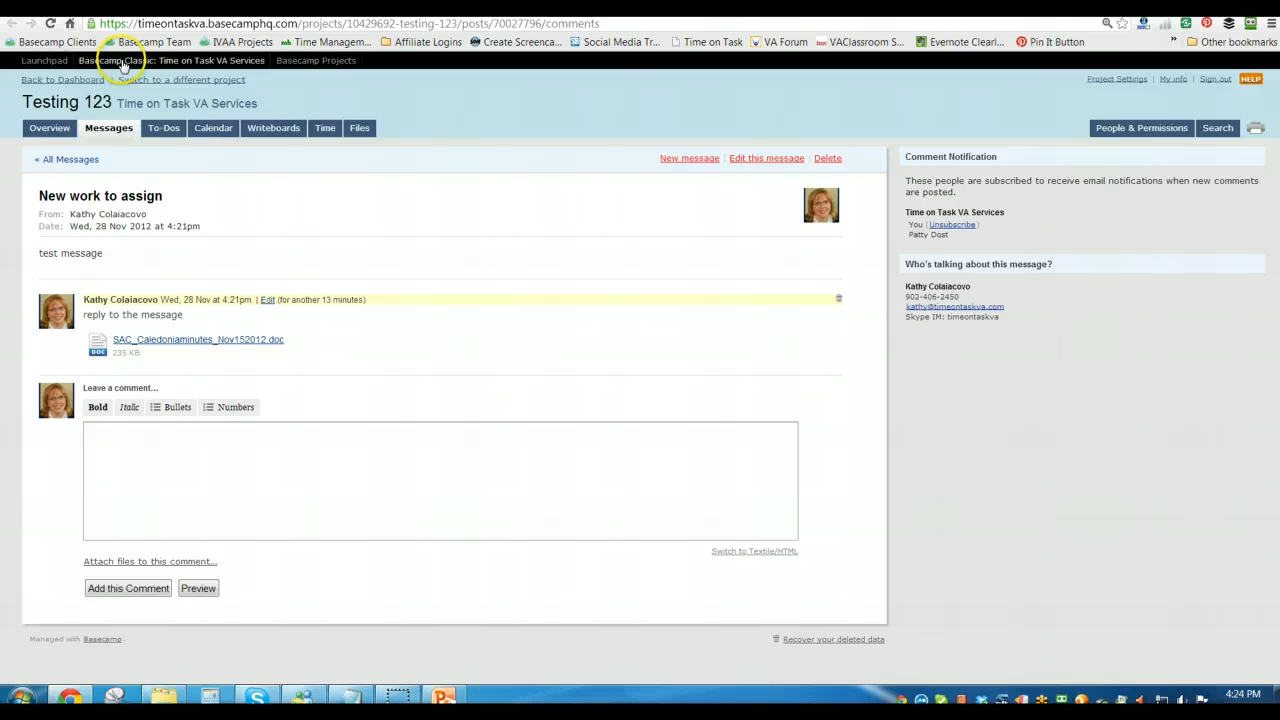 https://timeontaskva.basecamphq.com/projects/10429692-testing-123/posts/70027796/comments
Basecamp Clients Basecamp Team IVAA Projects Time Managem... Affiliate Logins Create Screenca... Social Media Tr... Time on Task VA Forum VAClassroom S... Evernote Clearl... Pin It Button » Other bookmarks
Launchpad Basecamp Classic: Time on Task VA Services Basecamp Projects
Back to Dashboard | Switch to a different project
Project Settings | My info | Sign out HELP
Testing 123 Time on Task VA Services
Overview Messages To-Dos Calendar Writeboards Time Files People & Permissions Search
« All Messages
New message | Edit this message | Delete
New work to assign
From: Kathy Colaiacovo
Date: Wed, 28 Nov 2012 at 4:21pm
test message
Kathy Colaiacovo Wed, 28 Nov at 4:21pm | Edit (for another 13 minutes)
reply to the message
DOC
SAC_Caledoniaminutes_Nov152012.doc
235 KB
Leave a comment...
Bold Italic Bullets Numbers
Switch to Textile/HTML
Attach files to this comment...
Add this Comment Preview
Comment Notification
These people are subscribed to receive email notifications when new comments
are posted.
Time on Task VA Services
You (Unsubscribe)
Patty Dost
Who's talking about this message?
Kathy Colaiacovo
902-406-2450
kathy@timeontaskva.com
Skype IM: timeontaskva
Managed with Basecamp.
Recover your deleted data
4:24 PM